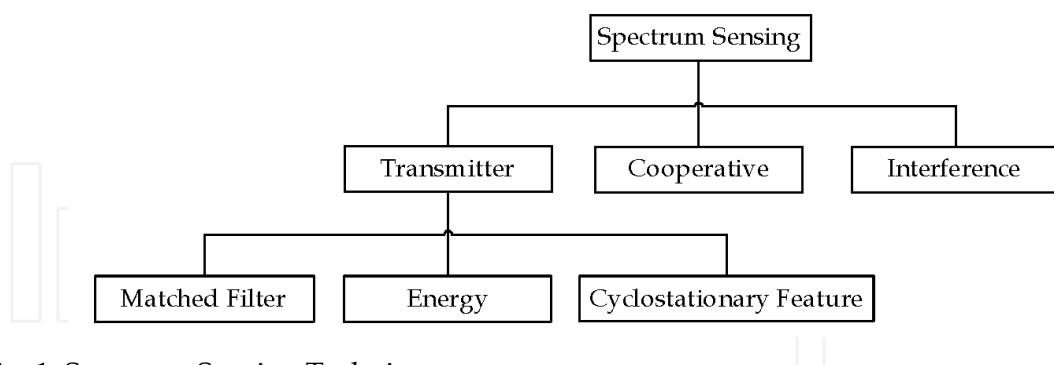 Spectrum Sensing
Transmitter
Cooperative
Interference
Matched Filter
Energy
Cyclostationary Feature